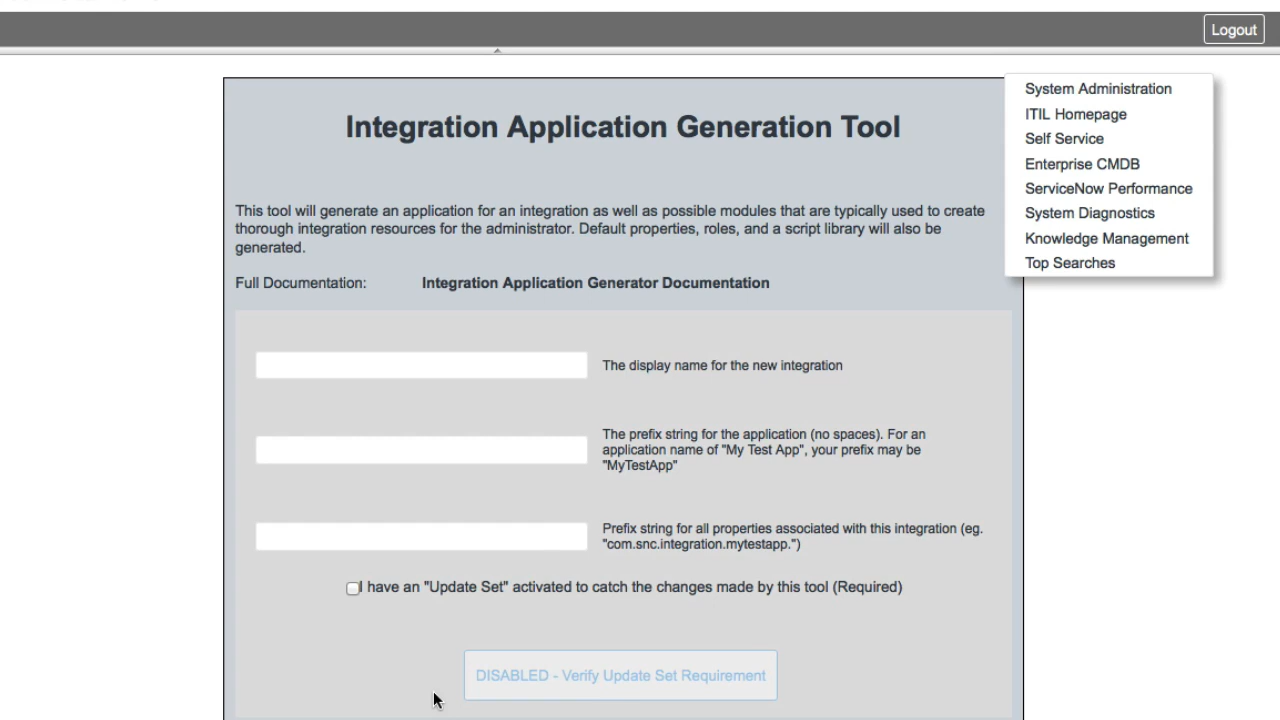 Logout
System Administration
ITIL Homepage
Self Service
Enterprise CMDB
ServiceNow Performance
System Diagnostics
Knowledge Management
Top Searches
Integration Application Generation Tool
This tool will generate an application for an integration as well as possible modules that are typically used to create
thorough integration resources for the administrator. Default properties, roles, and a script library will also be
generated.
Full Documentation: Integration Application Generator Documentation
The display name for the new integration
The prefix string for the application (no spaces). For an
application name of "My Test App", your prefix may be
"MyTestApp"
Prefix string for all properties associated with this integration (eg.
"com.snc.integration.mytestapp.")
I have an "Update Set" activated to catch the changes made by this tool (Required)
DISABLED - Verify Update Set Requirement